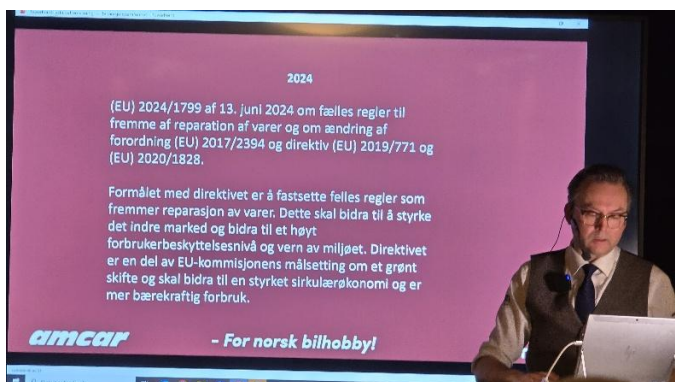 2024
(EU) 2024/1799 af 13. juni 2024 om fælles regler til
fremme af reparation af varer og om ændring af
forordning (EU) 2017/2394 og direktiv (EU) 2019/771 og
(EU) 2020/1828.
Formålet med direktivet er å fastsette felles regler som
fremmer reparasjon av varer. Dette skal bidra til å styrke
det indre marked og bidra til et høyt
forbrukerbeskyttelsesnivå og vern av miljøet. Direktivet
er en del av EU-kommisjonens målsetting om et grønt
skifte og skal bidra til en styrket sirkulærøkonomi og er
mer bærekraftig forbruk.
amcar – For norsk bilhobby!